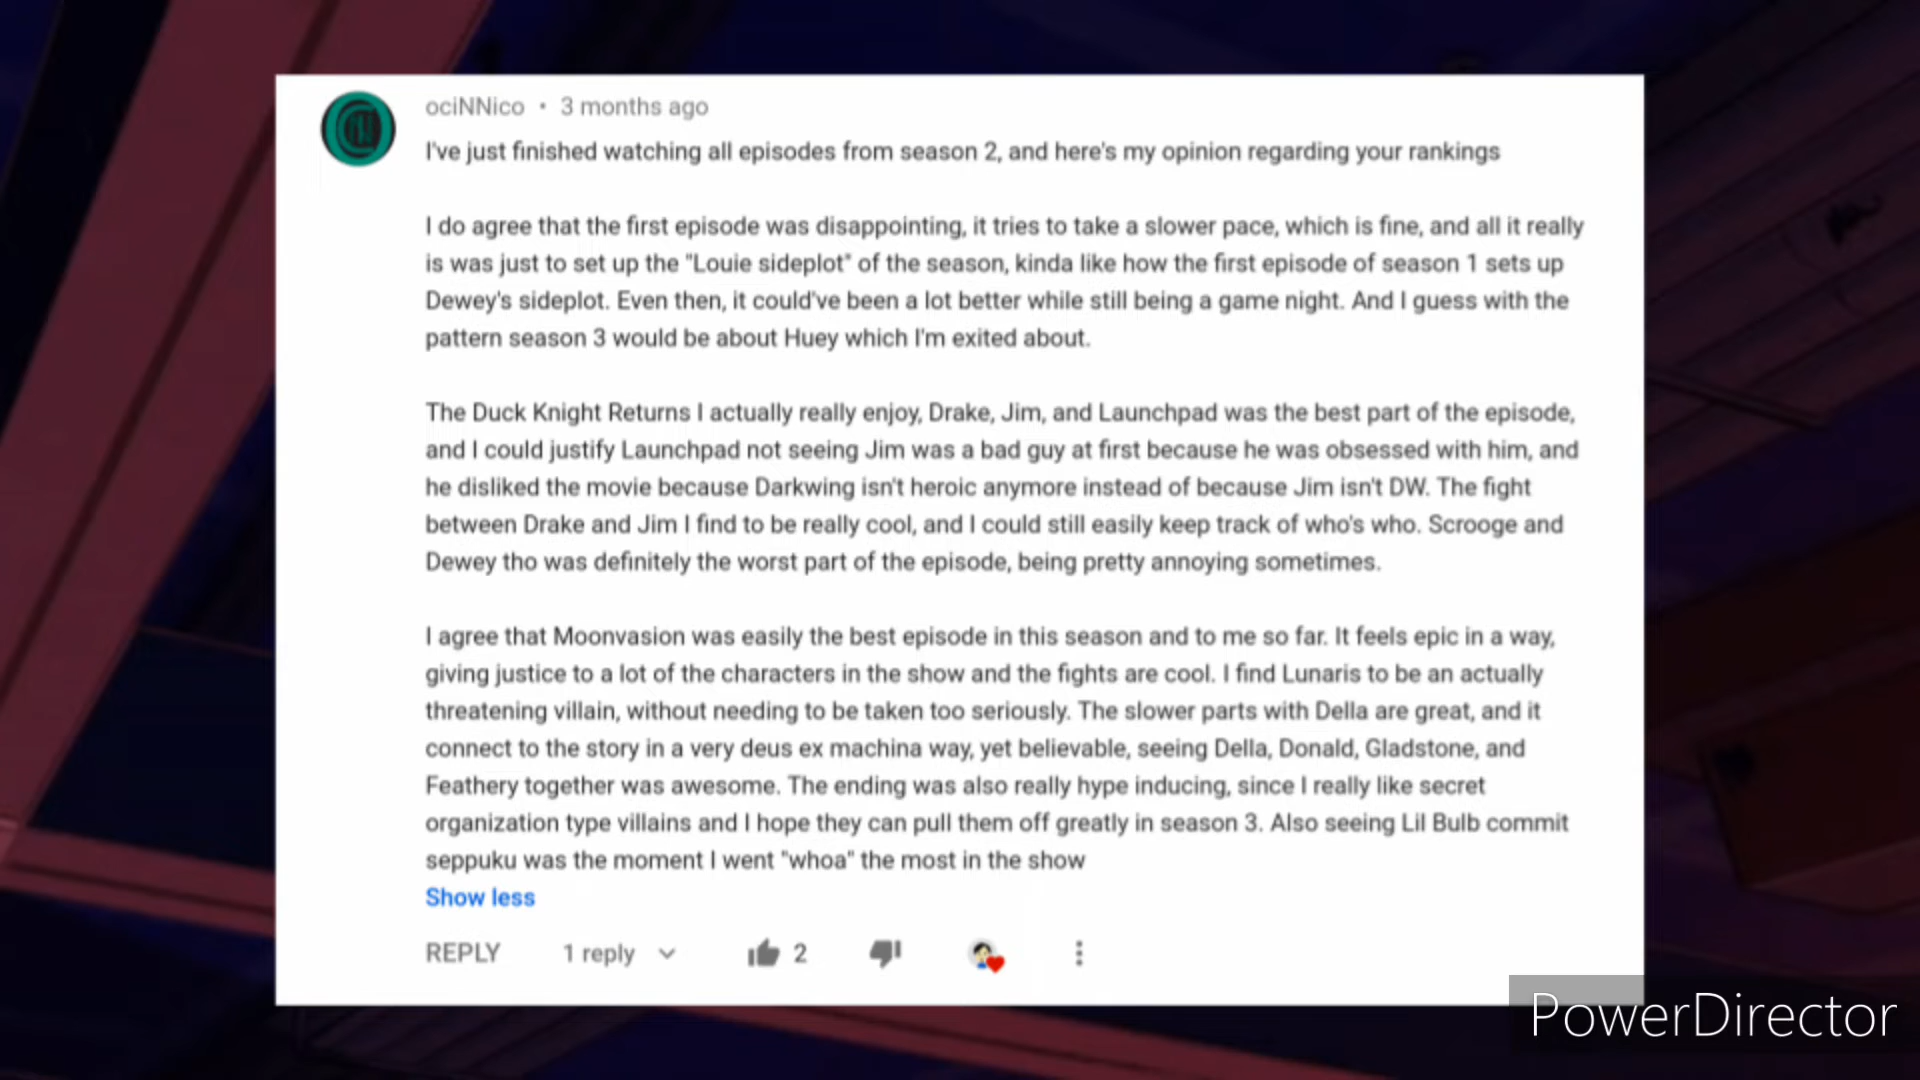 ociNNico • 3 months ago
I've just finished watching all episodes from season 2, and here's my opinion regarding your rankings
I do agree that the first episode was disappointing, it tries to take a slower pace, which is fine, and all it really
is was just to set up the "Louie sideplot" of the season, kinda like how the first episode of season 1 sets up
Dewey's sideplot. Even then, it could've been a lot better while still being a game night. And I guess with the
pattern season 3 would be about Huey which I'm exited about.
The Duck Knight Returns I actually really enjoy, Drake, Jim, and Launchpad was the best part of the episode,
and I could justify Launchpad not seeing Jim was a bad guy at first because he was obsessed with him, and
he disliked the movie because Darkwing isn't heroic anymore instead of because Jim isn't DW. The fight
between Drake and Jim I find to be really cool, and I could still easily keep track of who's who. Scrooge and
Dewey tho was definitely the worst part of the episode, being pretty annoying sometimes.
I agree that Moonvasion was easily the best episode in this season and to me so far. It feels epic in a way,
giving justice to a lot of the characters in the show and the fights are cool. I find Lunaris to be an actually
threatening villain, without needing to be taken too seriously. The slower parts with Della are great, and it
connect to the story in a very deus ex machina way, yet believable, seeing Della, Donald, Gladstone, and
Feathery together was awesome. The ending was also really hype inducing, since I really like secret
organization type villains and I hope they can pull them off greatly in season 3. Also seeing Lil Bulb commit
seppuku was the moment I went "whoa" the most in the show
Show less
REPLY 1 reply 2
PowerDirector